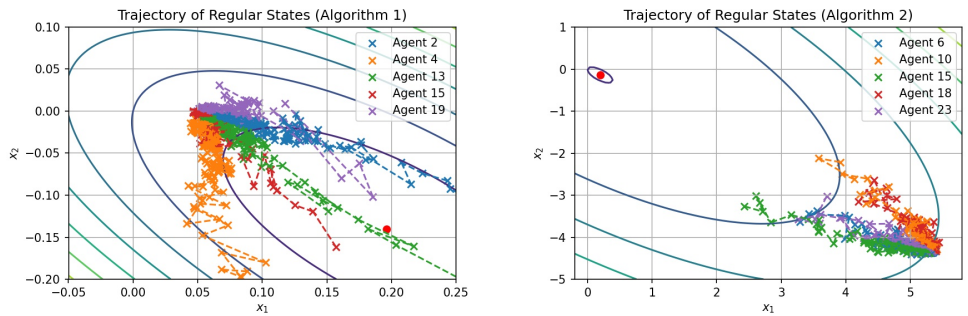 Trajectory of Regular States (Algorithm 1)
0.10
0.05
0.00
−0.05
−0.10
−0.15
−0.20
x₂
Agent 2
Agent 4
Agent 13
Agent 15
Agent 19
−0.05
0.00
0.05
0.10
0.15
0.20
0.25
x₁
Trajectory of Regular States (Algorithm 2)
1
0
−1
−2
−3
−4
−5
x₂
Agent 6
Agent 10
Agent 15
Agent 18
Agent 23
0
1
2
3
4
5
x₁